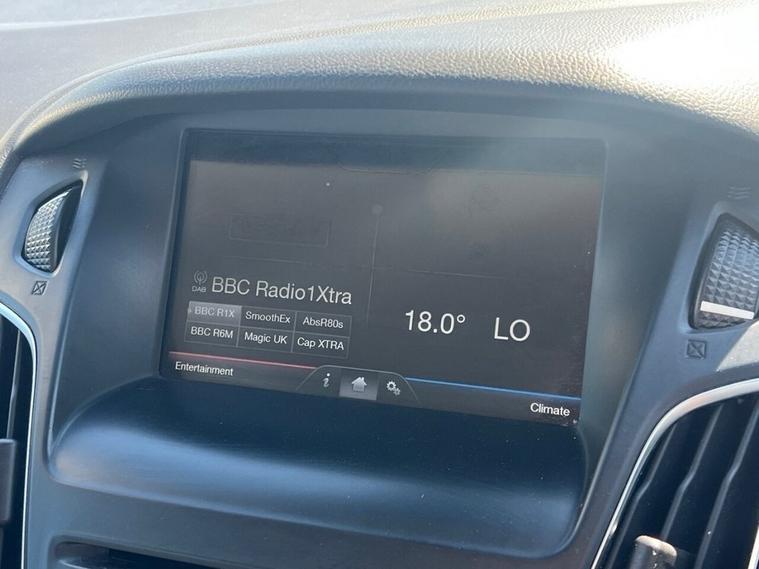 DAB BBC Radio1Xtra
BBC R1X SmoothEx AbsR80s
BBC R6M Magic UK Cap XTRA
18.0° LO
Entertainment
i
Climate